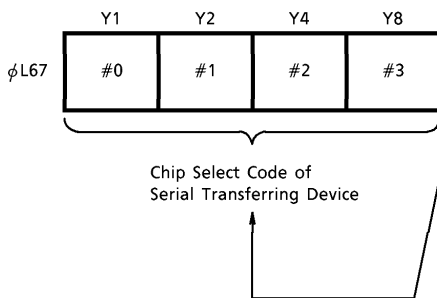 Y1 Y2 Y4 Y8
φL67 #0 #1 #2 #3
Chip Select Code of
Serial Transferring Device